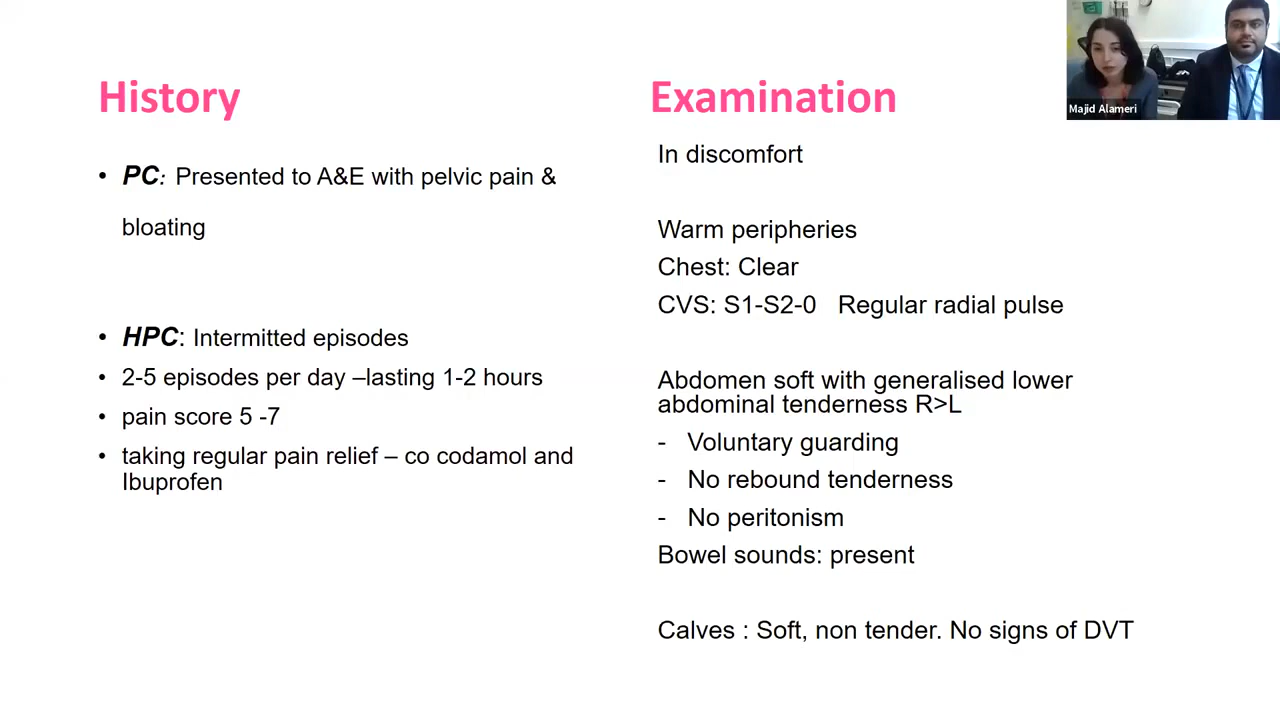 History
• PC: Presented to A&E with pelvic pain &
bloating
• HPC: Intermitted episodes
• 2-5 episodes per day –lasting 1-2 hours
• pain score 5 -7
• taking regular pain relief – co codamol and
Ibuprofen
Examination
In discomfort
Warm peripheries
Chest: Clear
CVS: S1-S2-0 Regular radial pulse
Abdomen soft with generalised lower
abdominal tenderness R>L
- Voluntary guarding
- No rebound tenderness
- No peritonism
Bowel sounds: present
Calves : Soft, non tender. No signs of DVT
Majid Alameri